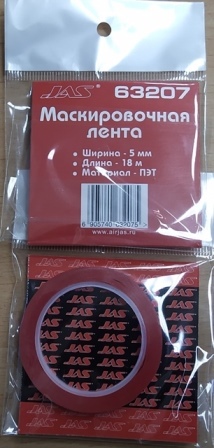 JAS 63207
Маскировочная
лента
• Ширина - 5 мм
• Длина - 18 м
• Материал - ПЭТ
www.airjas.ru
JAS